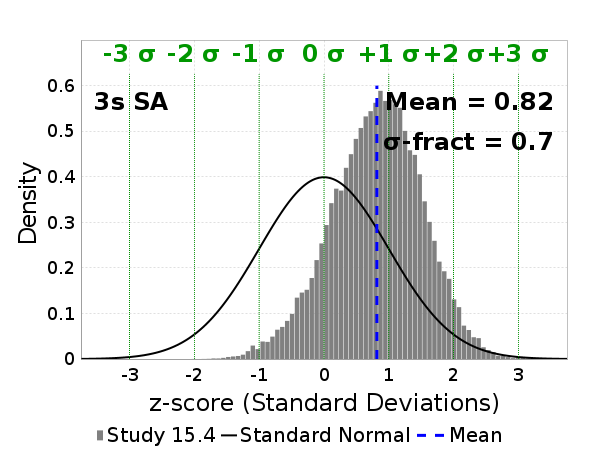 -3 σ -2 σ -1 σ 0 σ +1 σ +2 σ +3 σ
0.6
3s SA
Mean = 0.82
0.5
σ-fract = 0.7
0.4
0.3
0.2
0.1
0
Density
-3 -2 -1 0 1 2 3
z-score (Standard Deviations)
Study 15.4 Standard Normal Mean